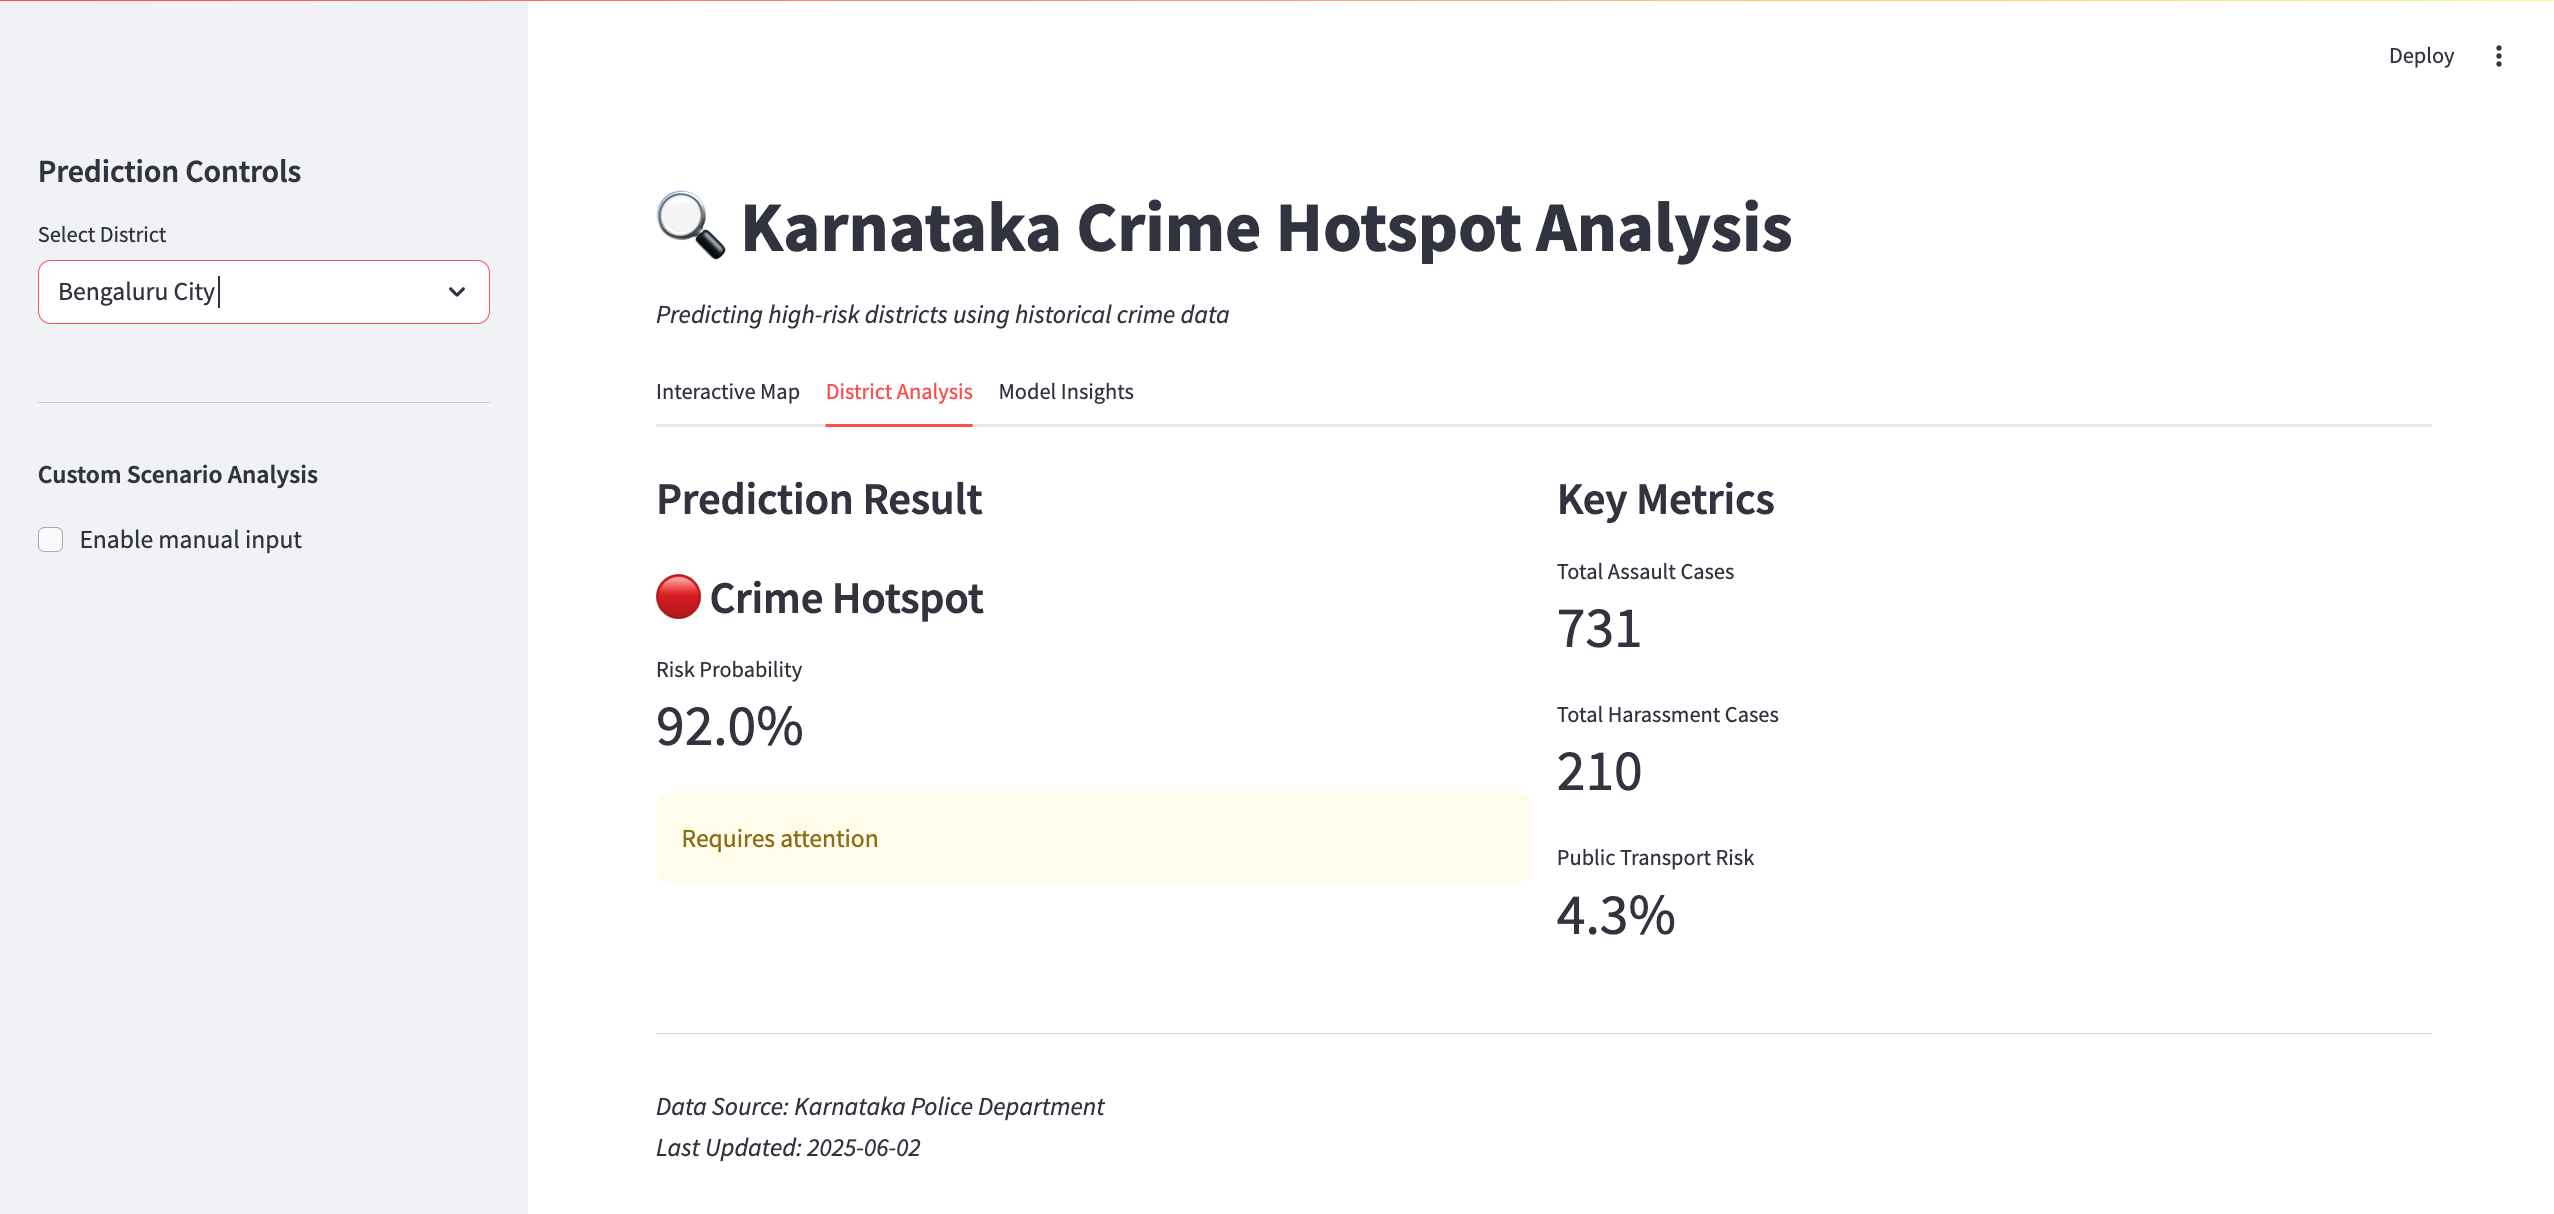 Deploy
Prediction Controls
Select District
Bengaluru City
Custom Scenario Analysis
Enable manual input
Karnataka Crime Hotspot Analysis
Predicting high-risk districts using historical crime data
Interactive Map District Analysis Model Insights
Prediction Result
Crime Hotspot
Risk Probability
92.0%
Requires attention
Key Metrics
Total Assault Cases
731
Total Harassment Cases
210
Public Transport Risk
4.3%
Data Source: Karnataka Police Department
Last Updated: 2025-06-02